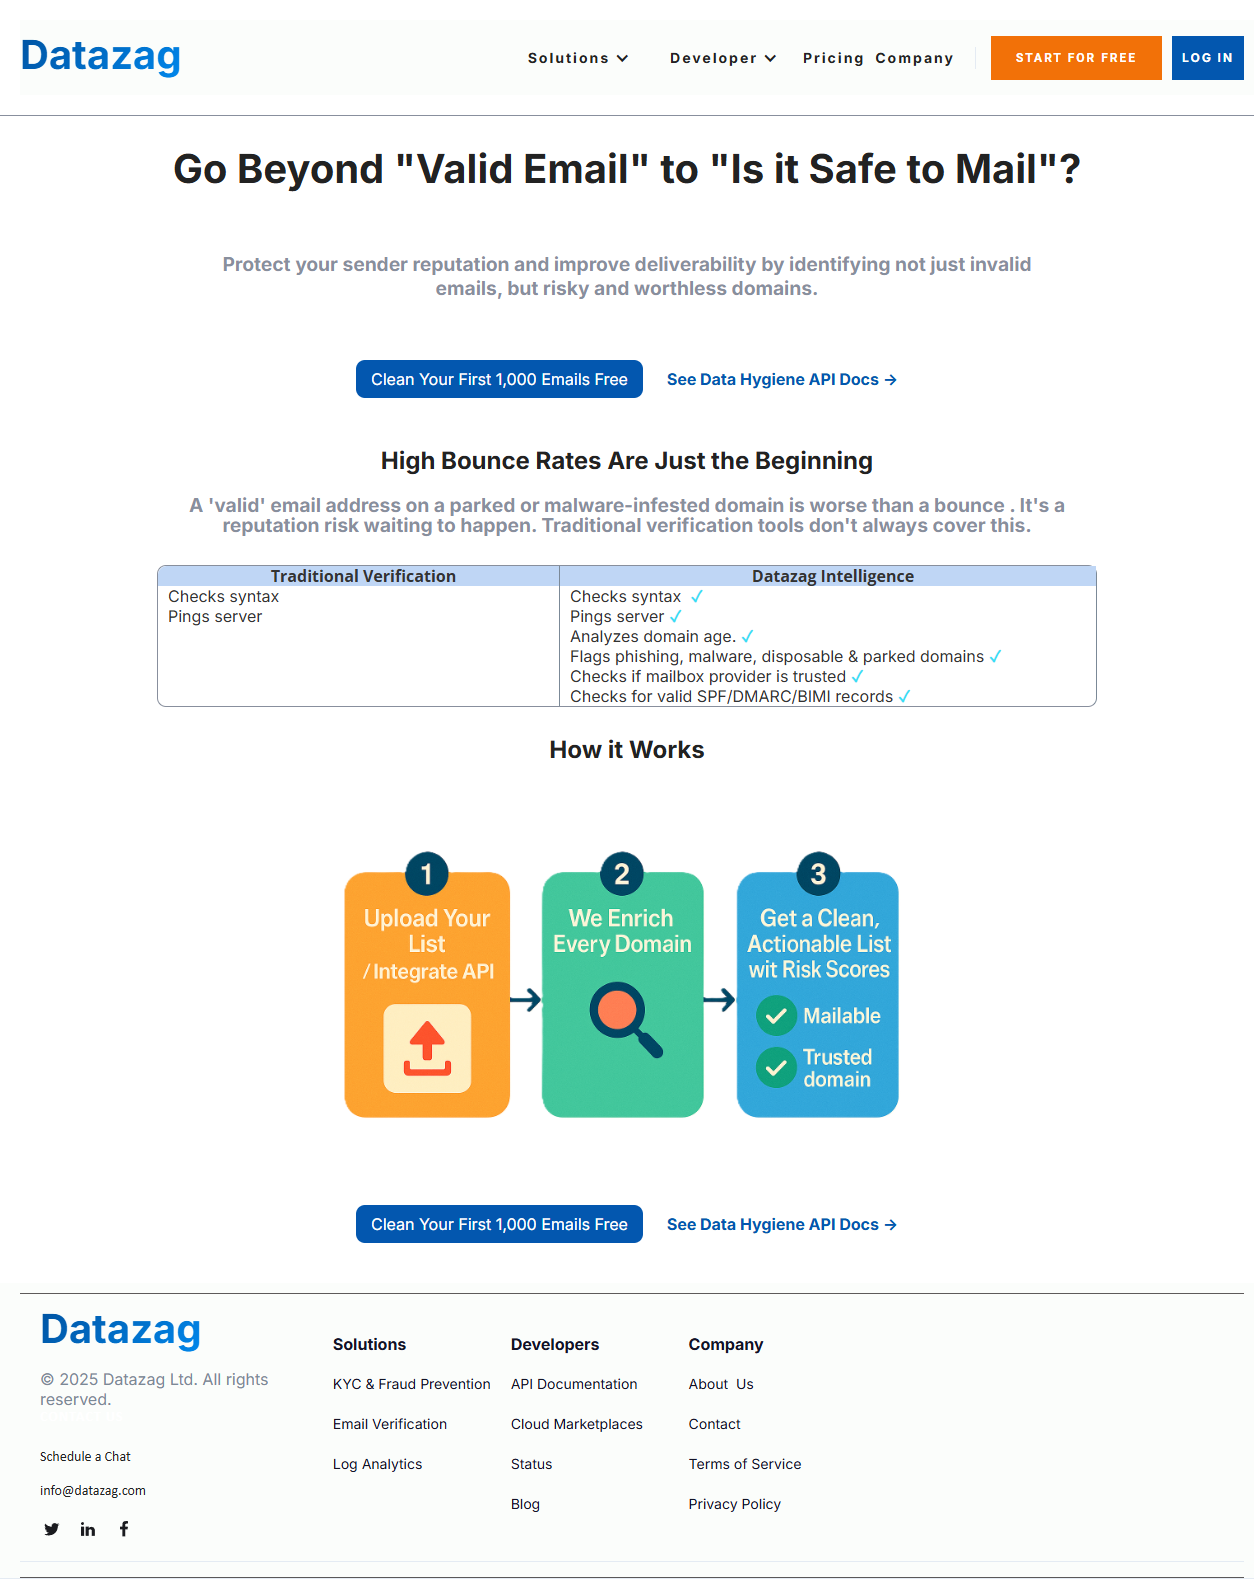 Datazag
Solutions
Developer
Pricing
Company
START FOR FREE
LOG IN
Go Beyond "Valid Email" to "Is it Safe to Mail"?
Protect your sender reputation and improve deliverability by identifying not just invalid
emails, but risky and worthless domains.
Clean Your First 1,000 Emails Free
See Data Hygiene API Docs →
High Bounce Rates Are Just the Beginning
A 'valid' email address on a parked or malware-infested domain is worse than a bounce . It's a
reputation risk waiting to happen. Traditional verification tools don't always cover this.
Traditional Verification
Checks syntax
Pings server
Datazag Intelligence
Checks syntax ✓
Pings server ✓
Analyzes domain age. ✓
Flags phishing, malware, disposable & parked domains ✓
Checks if mailbox provider is trusted ✓
Checks for valid SPF/DMARC/BIMI records ✓
How it Works
1
Upload Your
List
/ Integrate API
2
We Enrich
Every Domain
3
Get a Clean,
Actionable List
wit Risk Scores
Mailable
Trusted
domain
Clean Your First 1,000 Emails Free
See Data Hygiene API Docs →
Datazag
© 2025 Datazag Ltd. All rights
reserved.
Schedule a Chat
info@datazag.com
Solutions
KYC & Fraud Prevention
Email Verification
Log Analytics
Developers
API Documentation
Cloud Marketplaces
Status
Blog
Company
About Us
Contact
Terms of Service
Privacy Policy